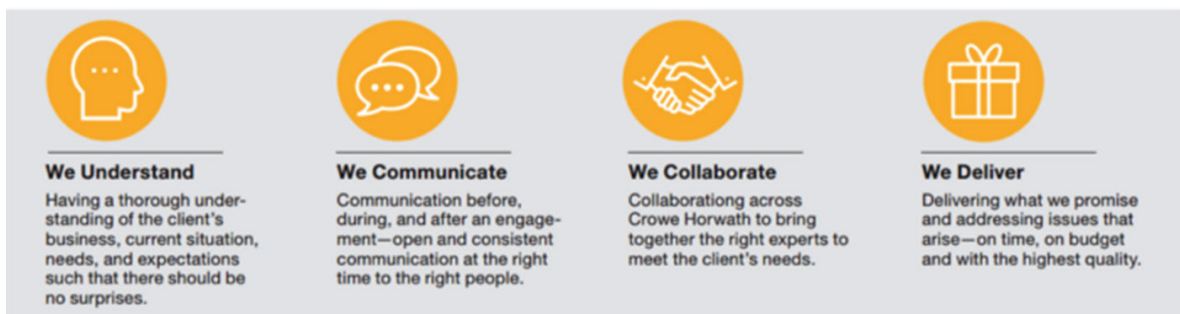 We Understand
Having a thorough under-
standing of the client's
business, current situation,
needs, and expectations
such that there should be
no surprises.
We Communicate
Communication before,
during, and after an engage-
ment—open and consistent
communication at the right
time to the right people.
We Collaborate
Collaborationg across
Crowe Horwath to bring
together the right experts to
meet the client's needs.
We Deliver
Delivering what we promise
and addressing issues that
arise—on time, on budget
and with the highest quality.